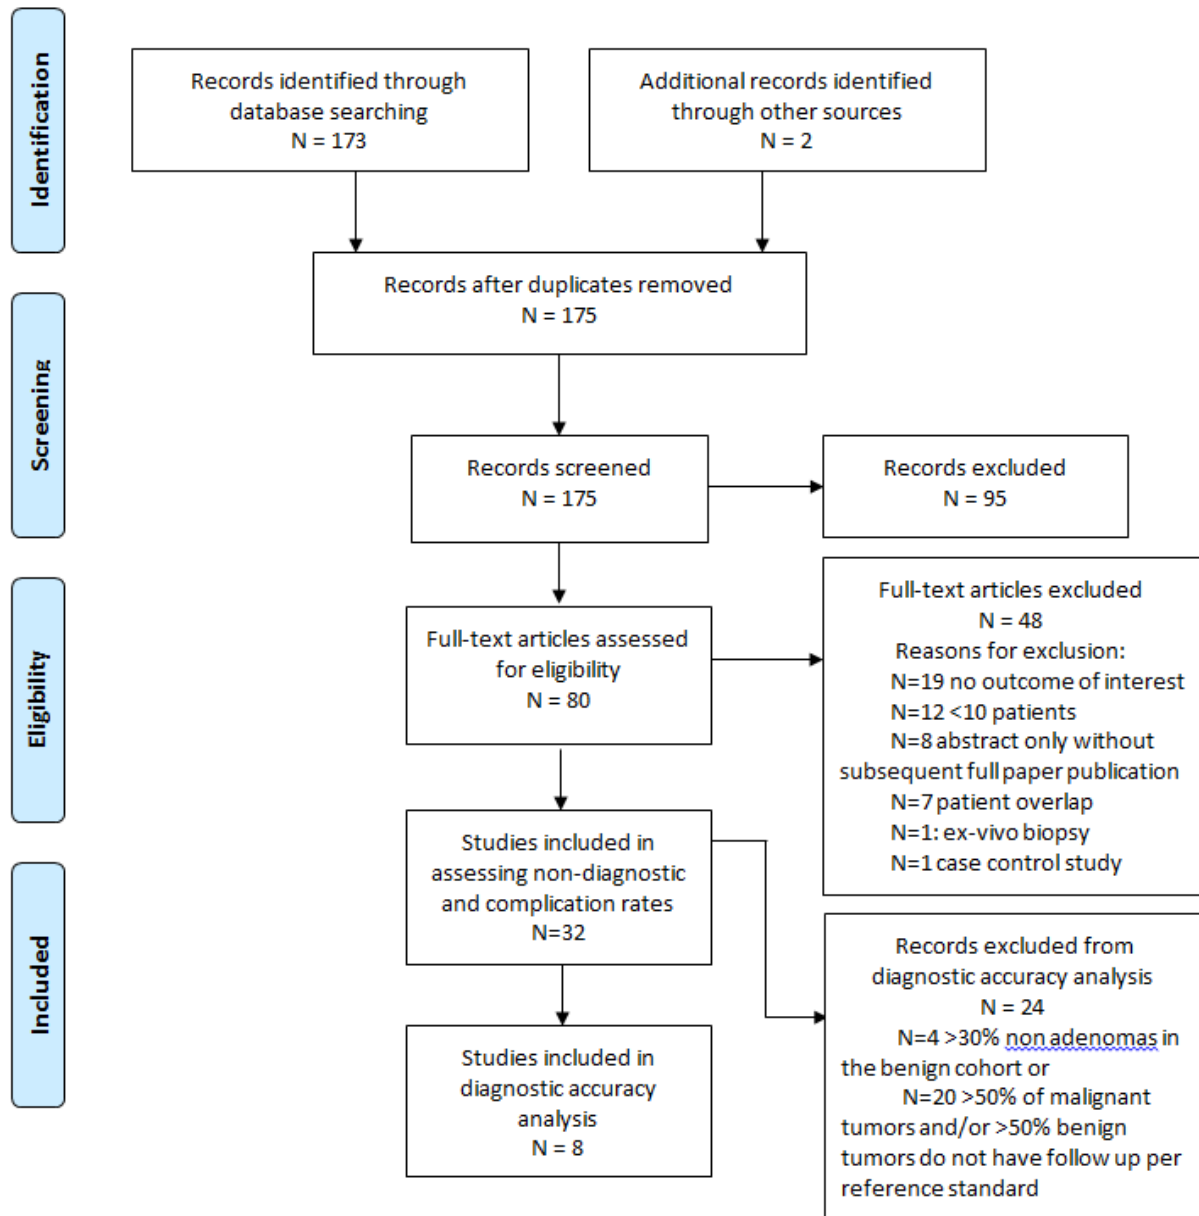 Identification
Records identified through
database searching
N = 173
Additional records identified
through other sources
N = 2
Records after duplicates removed
N = 175
Screening
Records screened
N = 175
Records excluded
N = 95
Eligibility
Full-text articles assessed
for eligibility
N = 80
Full-text articles excluded
N = 48
Reasons for exclusion:
N=19 no outcome of interest
N=12 <10 patients
N=8 abstract only without
subsequent full paper publication
N=7 patient overlap
N=1: ex-vivo biopsy
N=1 case control study
Included
Studies included in
assessing non-diagnostic
and complication rates
N=32
Records excluded from
diagnostic accuracy analysis
N = 24
N=4 >30% non adenomas in
the benign cohort or
N=20 >50% of malignant
tumors and/or >50% benign
tumors do not have follow up per
reference standard
Studies included in
diagnostic accuracy
analysis
N = 8